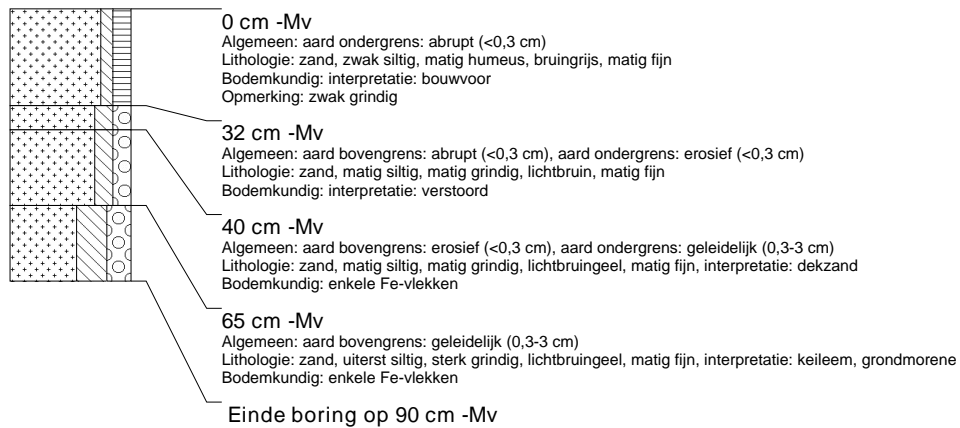 0 cm -Mv
Algemeen: aard ondergrens: abrupt (<0,3 cm)
Lithologie: zand, zwak siltig, matig humeus, bruingrijs, matig fijn
Bodemkundig: interpretatie: bouwvoor
Opmerking: zwak grindig
32 cm -Mv
Algemeen: aard bovengrens: abrupt (<0,3 cm), aard ondergrens: erosief (<0,3 cm)
Lithologie: zand, matig siltig, matig grindig, lichtbruin, matig fijn
Bodemkundig: interpretatie: verstoord
40 cm -Mv
Algemeen: aard bovengrens: erosief (<0,3 cm), aard ondergrens: geleidelijk (0,3-3 cm)
Lithologie: zand, matig siltig, matig grindig, lichtbruingeel, matig fijn, interpretatie: dekzand
Bodemkundig: enkele Fe-vlekken
65 cm -Mv
Algemeen: aard bovengrens: geleidelijk (0,3-3 cm)
Lithologie: zand, uiterst siltig, sterk grindig, lichtbruingeel, matig fijn, interpretatie: keileem, grondmorene
Bodemkundig: enkele Fe-vlekken
Einde boring op 90 cm -Mv